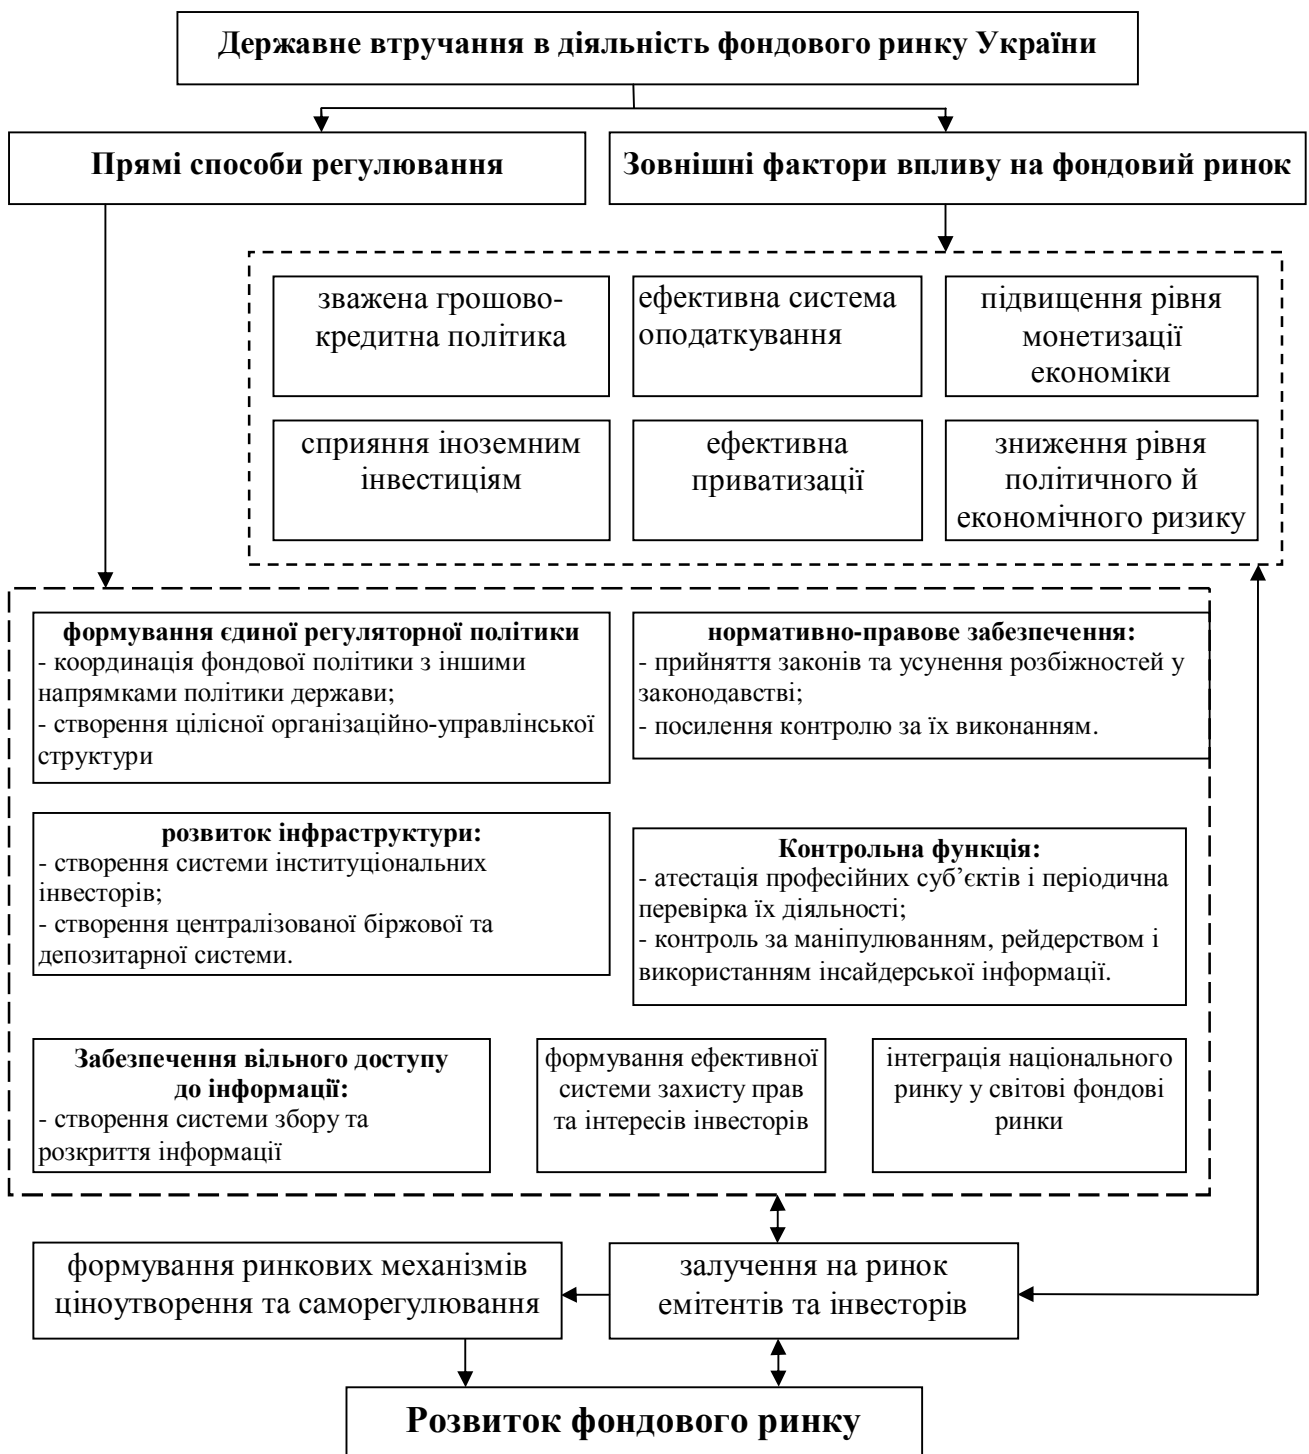 Державне втручання в діяльність фондового ринку України
Прямі способи регулювання
Зовнішні фактори впливу на фондовий ринок
зважена грошово-
кредитна політика
ефективна система
оподаткування
підвищення рівня
монетизації
економіки
сприяння іноземним
інвестиціям
ефективна
приватизації
зниження рівня
політичного й
економічного ризику
формування єдиної регуляторної політики
- координація фондової політики з іншими
напрямками політики держави;
- створення цілісної організаційно-управлінської
структури
нормативно-правове забезпечення:
- прийняття законів та усунення розбіжностей у
законодавстві;
- посилення контролю за їх виконанням.
розвиток інфраструктури:
- створення системи інституціональних
інвесторів;
- створення централізованої біржової та
депозитарної системи.
Контрольна функція:
- атестація професійних суб’єктів і періодична
перевірка їх діяльності;
- контроль за маніпулюванням, рейдерством і
використанням інсайдерської інформації.
Забезпечення вільного доступу
до інформації:
- створення системи збору та
розкриття інформації
формування ефективної
системи захисту прав
та інтересів інвесторів
інтеграція національного
ринку у світові фондові
ринки
формування ринкових механізмів
ціноутворення та саморегулювання
залучення на ринок
емітентів та інвесторів
Розвиток фондового ринку